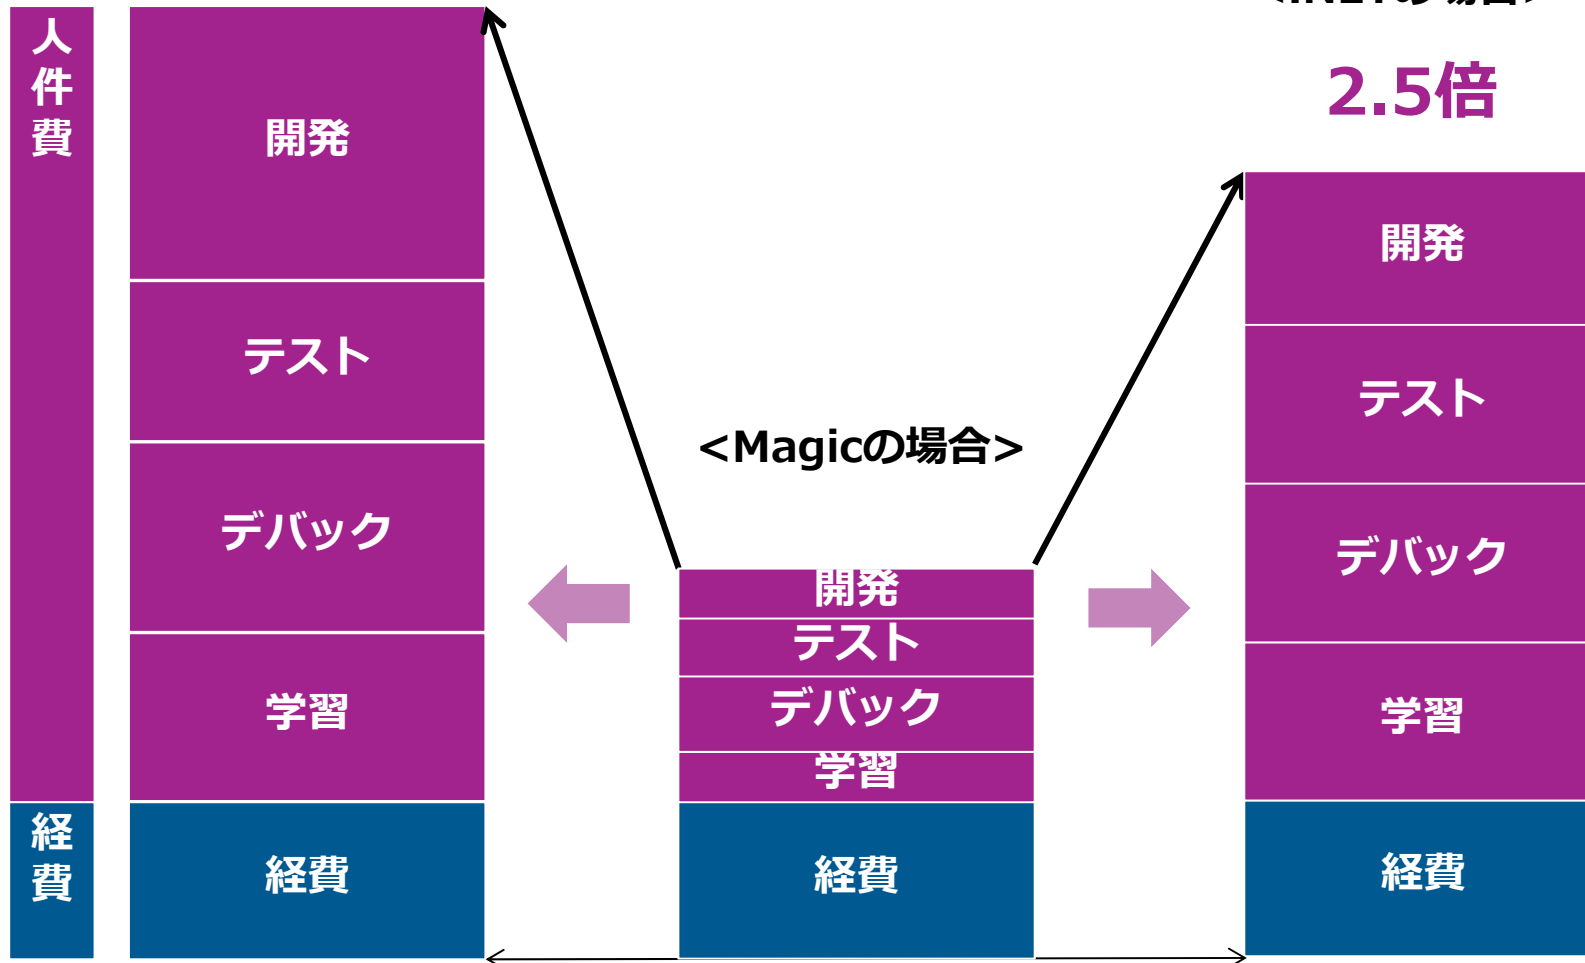 人件費
経費
開発
テスト
デバック
学習
経費
<Magicの場合>
開発
テスト
デバック
学習
経費
2.5倍
開発
テスト
デバック
学習
経費